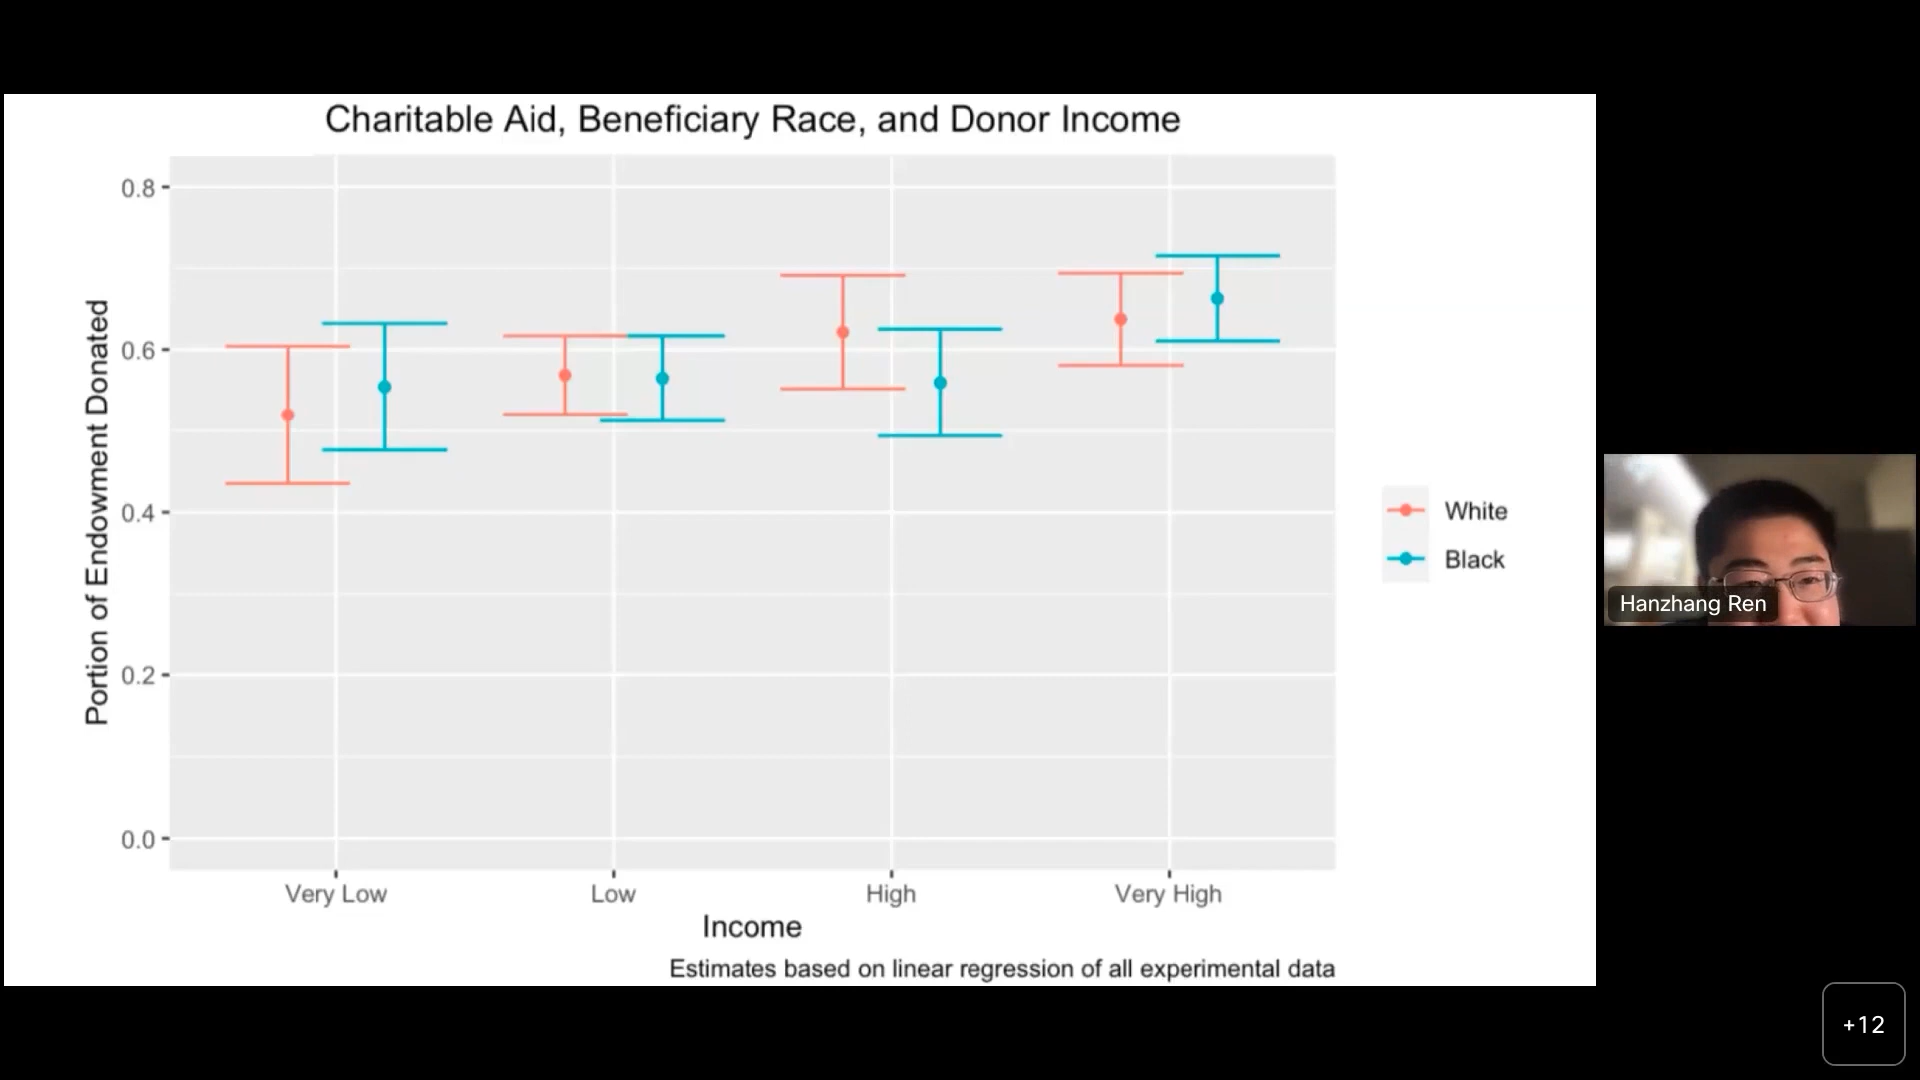 Charitable Aid, Beneficiary Race, and Donor Income
Portion of Endowment Donated
0.8
0.6
0.4
0.2
0.0
Very Low
Low
High
Very High
Income
Estimates based on linear regression of all experimental data
White
Black
Hanzhang Ren
+12